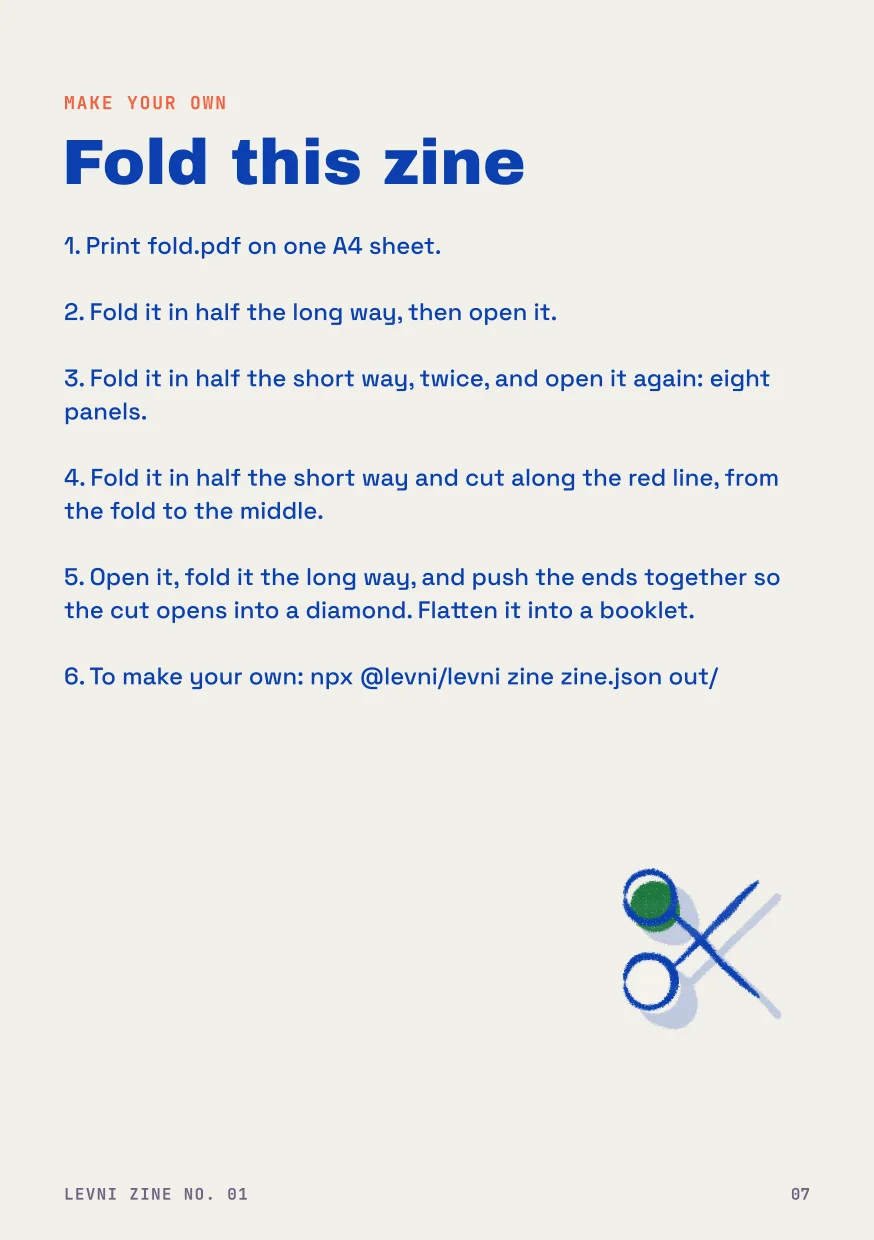 MAKE YOUR OWN
Fold this zine
1. Print fold.pdf on one A4 sheet.
2. Fold it in half the long way, then open it.
3. Fold it in half the short way, twice, and open it again: eight
panels.
4. Fold it in half the short way and cut along the red line, from
the fold to the middle.
5. Open it, fold it the long way, and push the ends together so
the cut opens into a diamond. Flatten it into a booklet.
6. To make your own: npx @levni/levni zine zine.json out/
LEVNI ZINE NO. 01
07